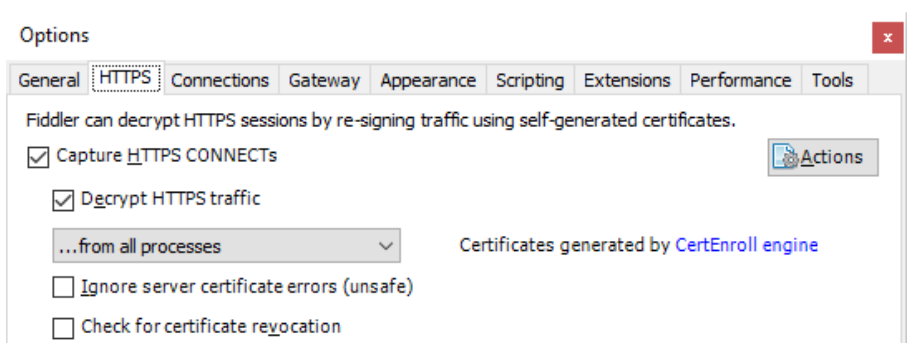 Options
x
General HTTPS Connections Gateway Appearance Scripting Extensions Performance Tools
Fiddler can decrypt HTTPS sessions by re-signing traffic using self-generated certificates.
Capture HTTPS CONNECTs
Actions
Decrypt HTTPS traffic
...from all processes
Certificates generated by CertEnroll engine
Ignore server certificate errors (unsafe)
Check for certificate revocation